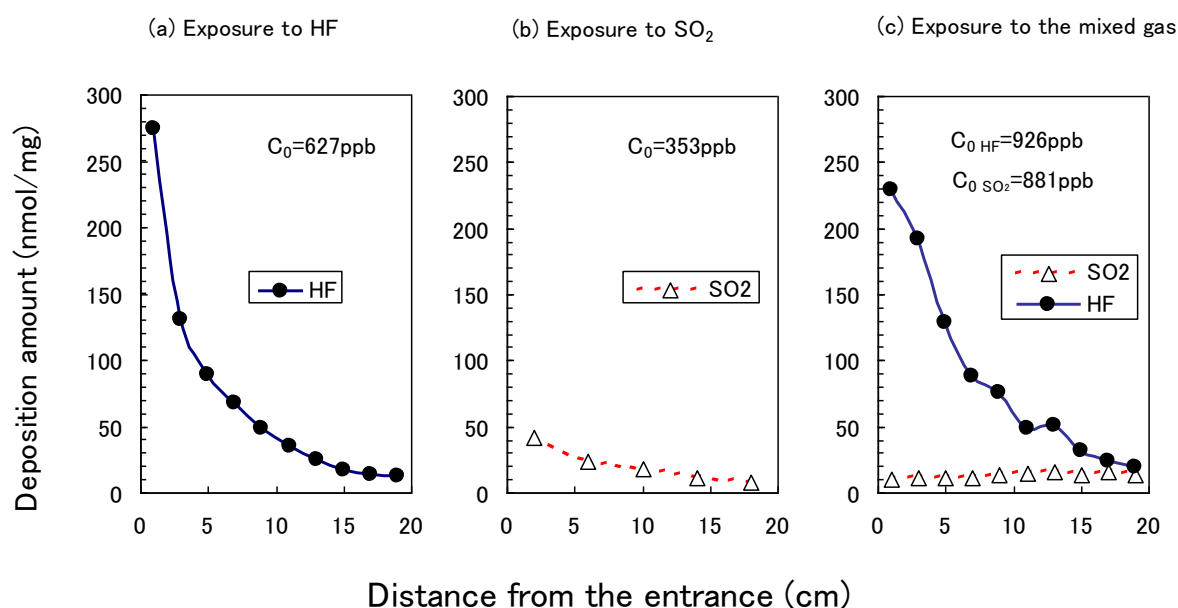 (a) Exposure to HF
(b) Exposure to SO₂
(c) Exposure to the mixed gas
Deposition amount (nmol/mg)
300
250
200
150
100
50
0
0 5 10 15 20
C₀=627ppb
HF
300
250
200
150
100
50
0
0 5 10 15 20
C₀=353ppb
SO2
300
250
200
150
100
50
0
0 5 10 15 20
C₀ HF=926ppb
C₀ SO₂=881ppb
SO2
HF
Distance from the entrance (cm)